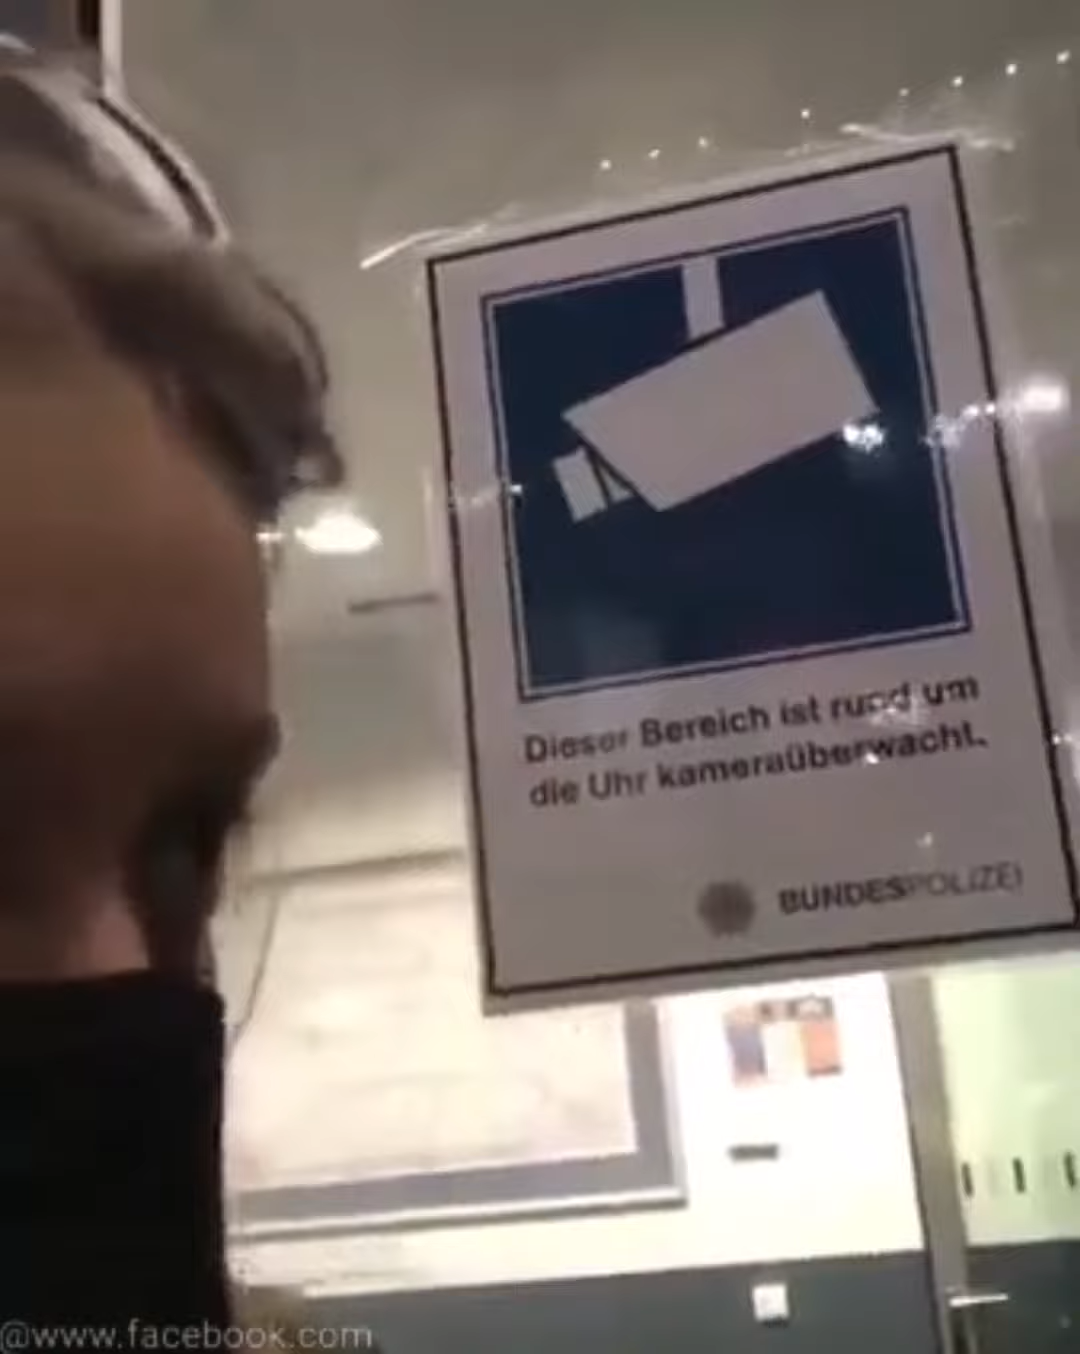 Dieser Bereich ist rund um
die Uhr kameraüberwacht.
BUNDESPOLIZEI
@www.facebook.com